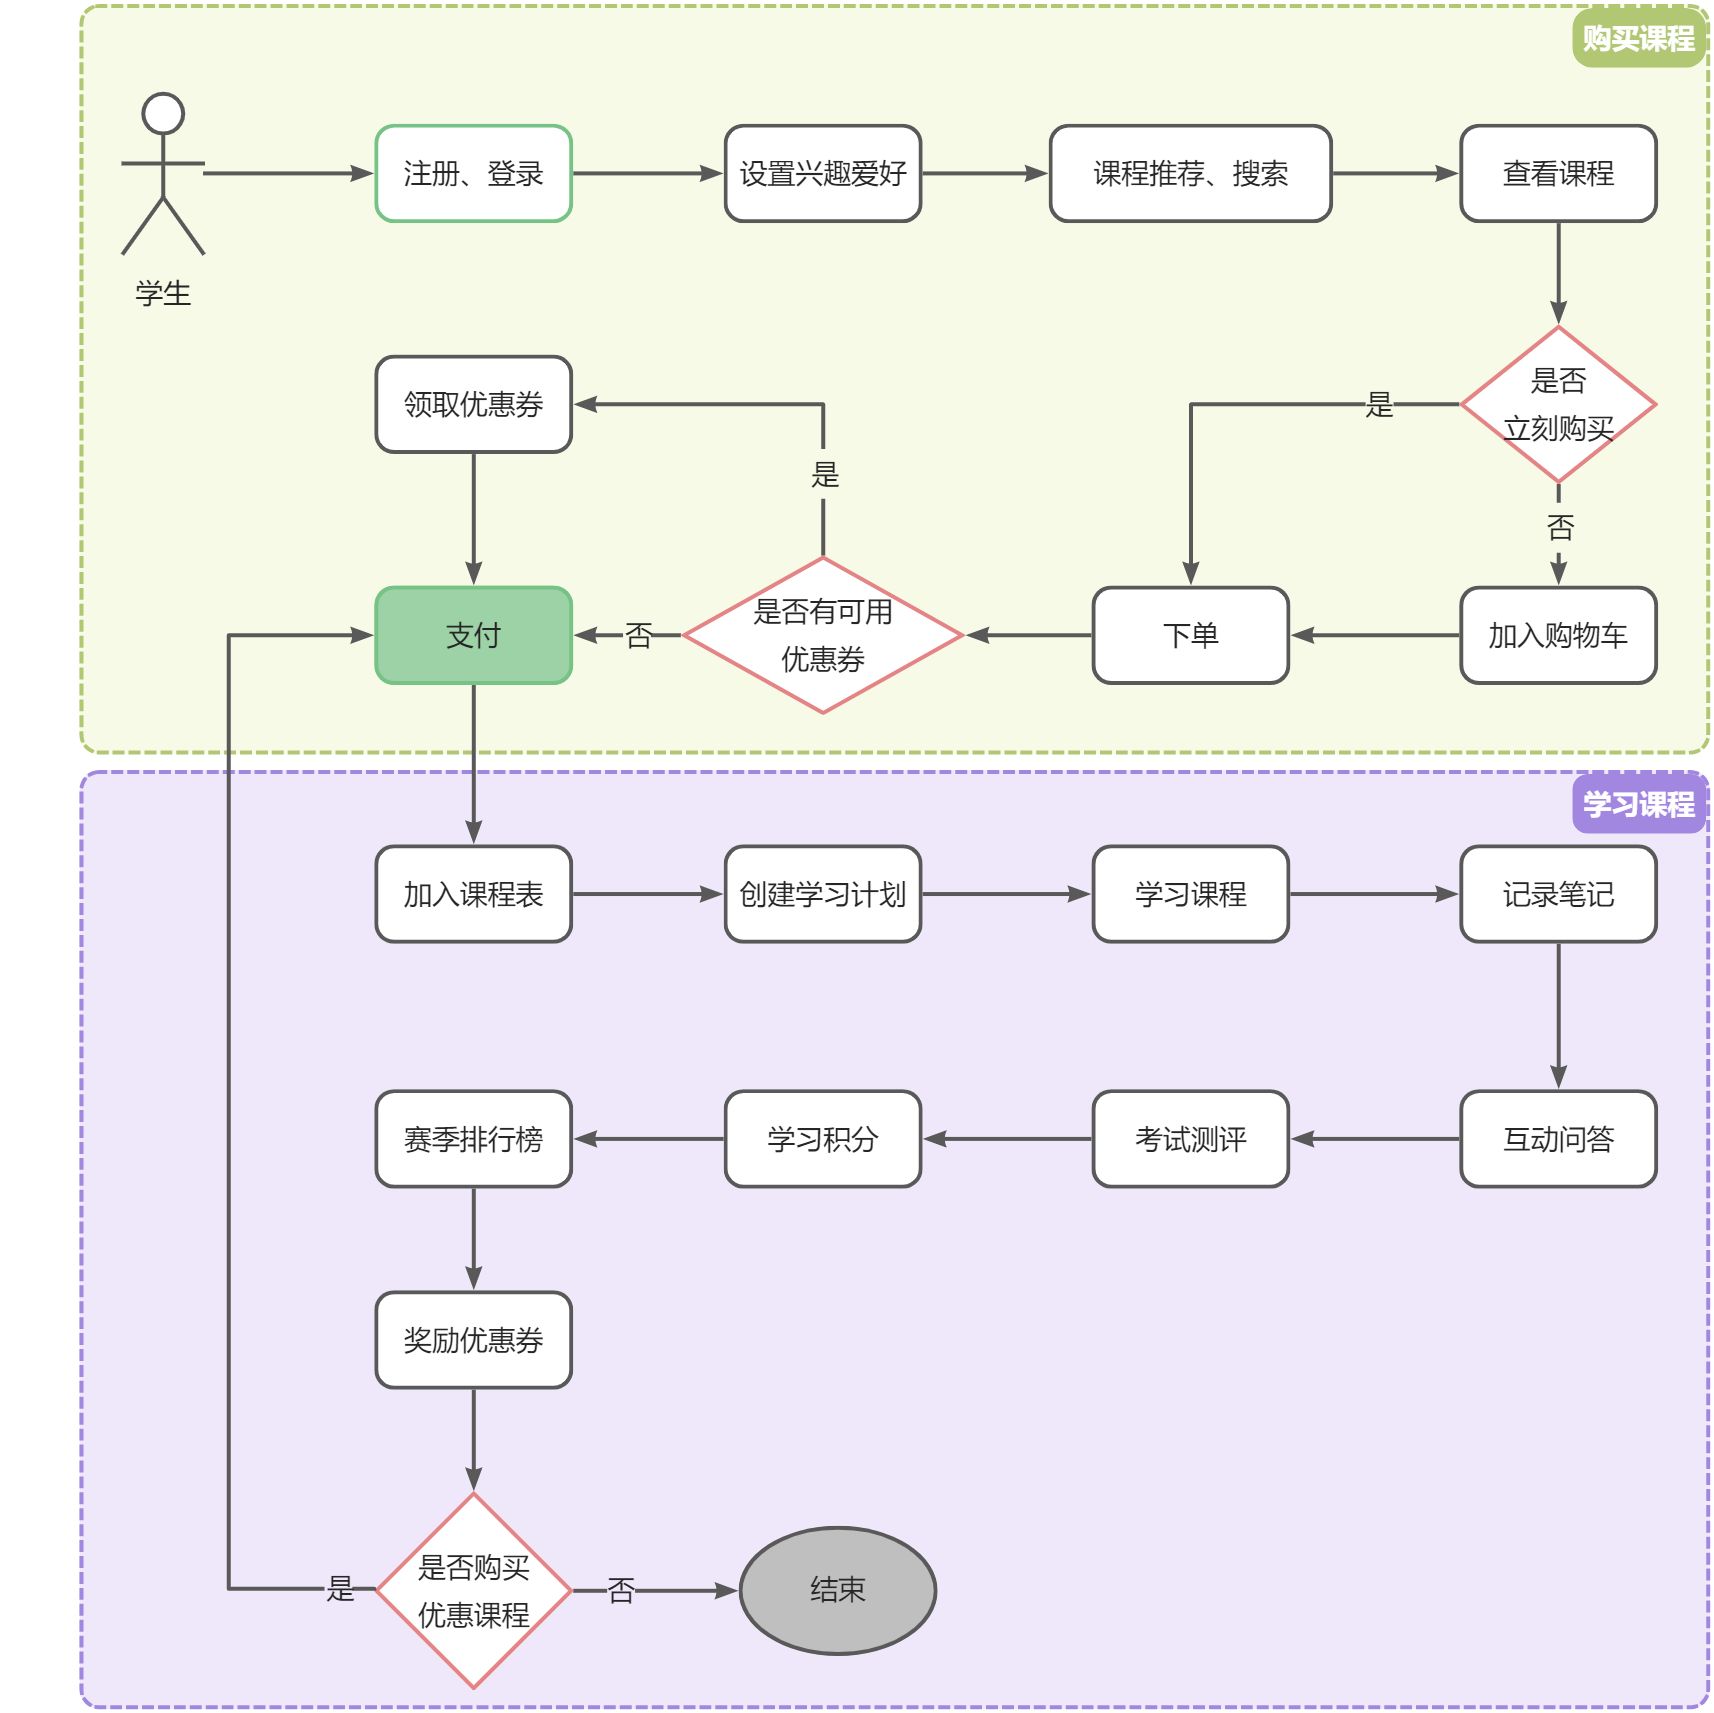 购买课程
注册、登录
设置兴趣爱好
课程推荐、搜索
查看课程
学生
领取优惠券
是
是否
立刻购买
是
否
支付
否
是否有可用
优惠券
下单
加入购物车
学习课程
加入课程表
创建学习计划
学习课程
记录笔记
赛季排行榜
学习积分
考试测评
互动问答
奖励优惠券
是
是否购买
优惠课程
否
结束